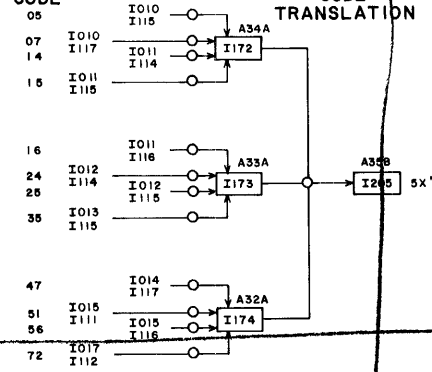 TRANSLATION
05 I010 I115
A34A
07 I010 I117
I172
14 I011 I114
15 I011 I115
16 I011 I116
A33A
A35B
24 I012 I114
I173
5X'
25 I012 I115
35 I013 I115
47 I014 I117
A32A
51 I015 I111
I174
56 I015 I116
72 I017 I112